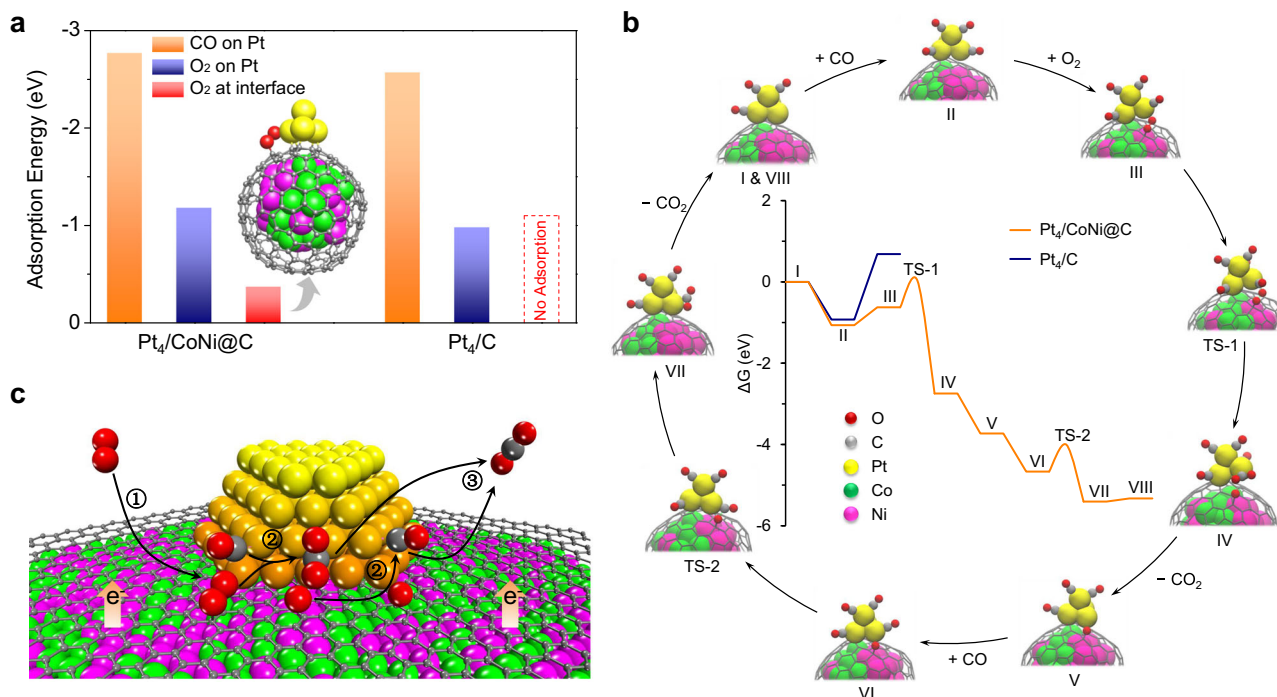 a
Adsorption Energy (eV)
-3
-2
-1
0
CO on Pt
O₂ on Pt
O₂ at interface
No Adsorption
Pt₄/CoNi@C
Pt₄/C
b
I & VIII
+ CO
II
+ O₂
III
TS-1
IV
− CO₂
V
+ CO
VI
TS-2
VII
− CO₂
ΔG (eV)
2
0
-2
-4
-6
Pt₄/CoNi@C
Pt₄/C
I
II
III
TS-1
IV
V
VI
TS-2
VII
VIII
O
C
Pt
Co
Ni
c
①
②
②
③
e⁻
e⁻